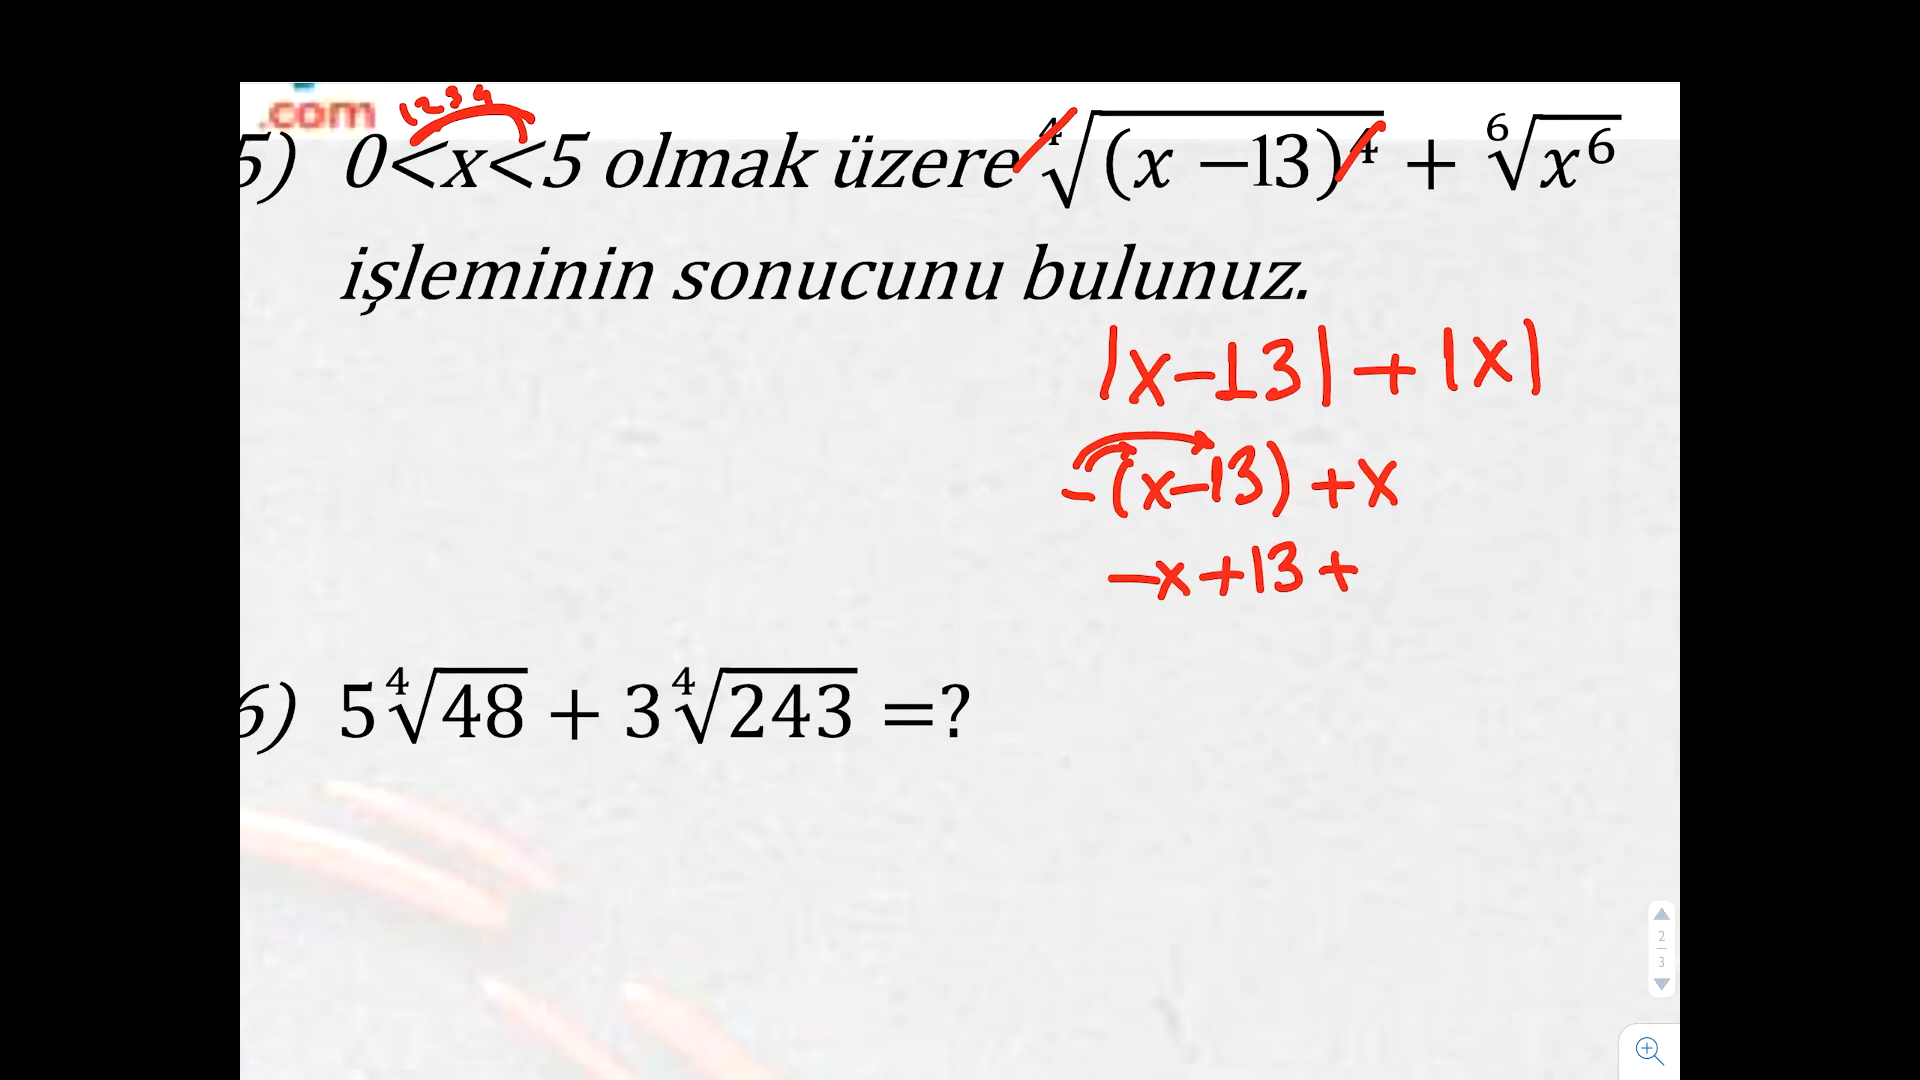 .com
1 2 3 4
5) 0<x<5 olmak üzere ⁴√(x −13)⁴ + ⁶√x⁶
işleminin sonucunu bulunuz.
|x-13|+|x|
-(x-13)+x
-x+13+
6) 5⁴√48 + 3⁴√243 =?
2
3